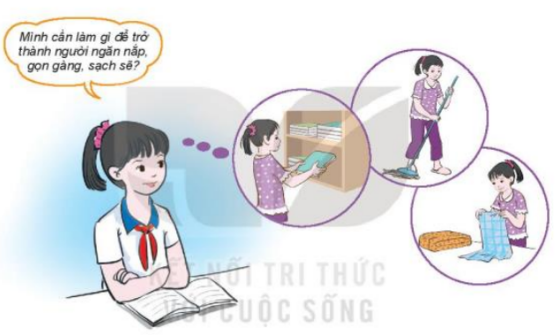 Mình cần làm gì để trở
thành người ngăn nắp,
gọn gàng, sạch sẽ?
KẾT NỐI TRI THỨC
VỚI CUỘC SỐNG